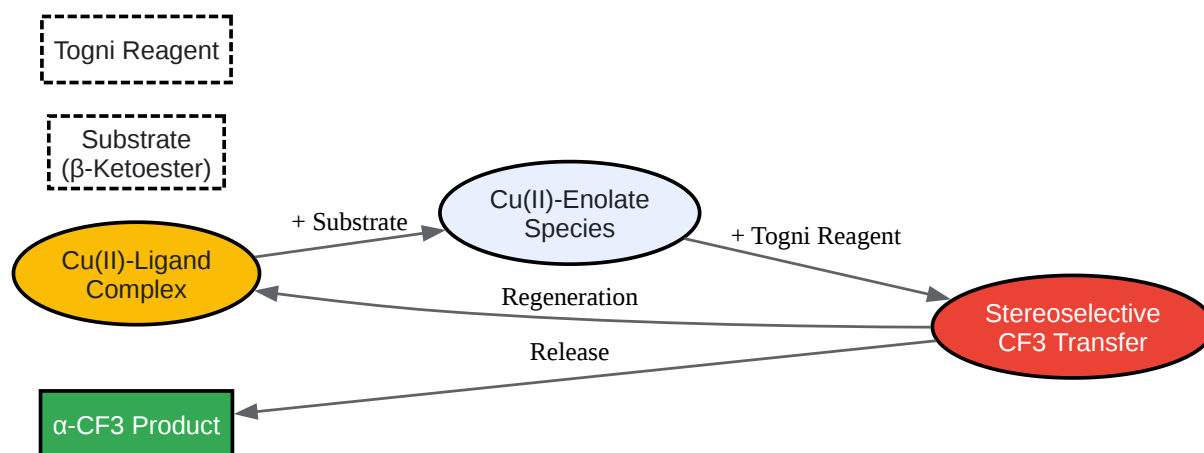 Togni Reagent
Substrate
(β-Ketoester)
Cu(II)-Ligand
Complex
+ Substrate
Cu(II)-Enolate
Species
+ Togni Reagent
Stereoselective
CF3 Transfer
Regeneration
Release
α-CF3 Product